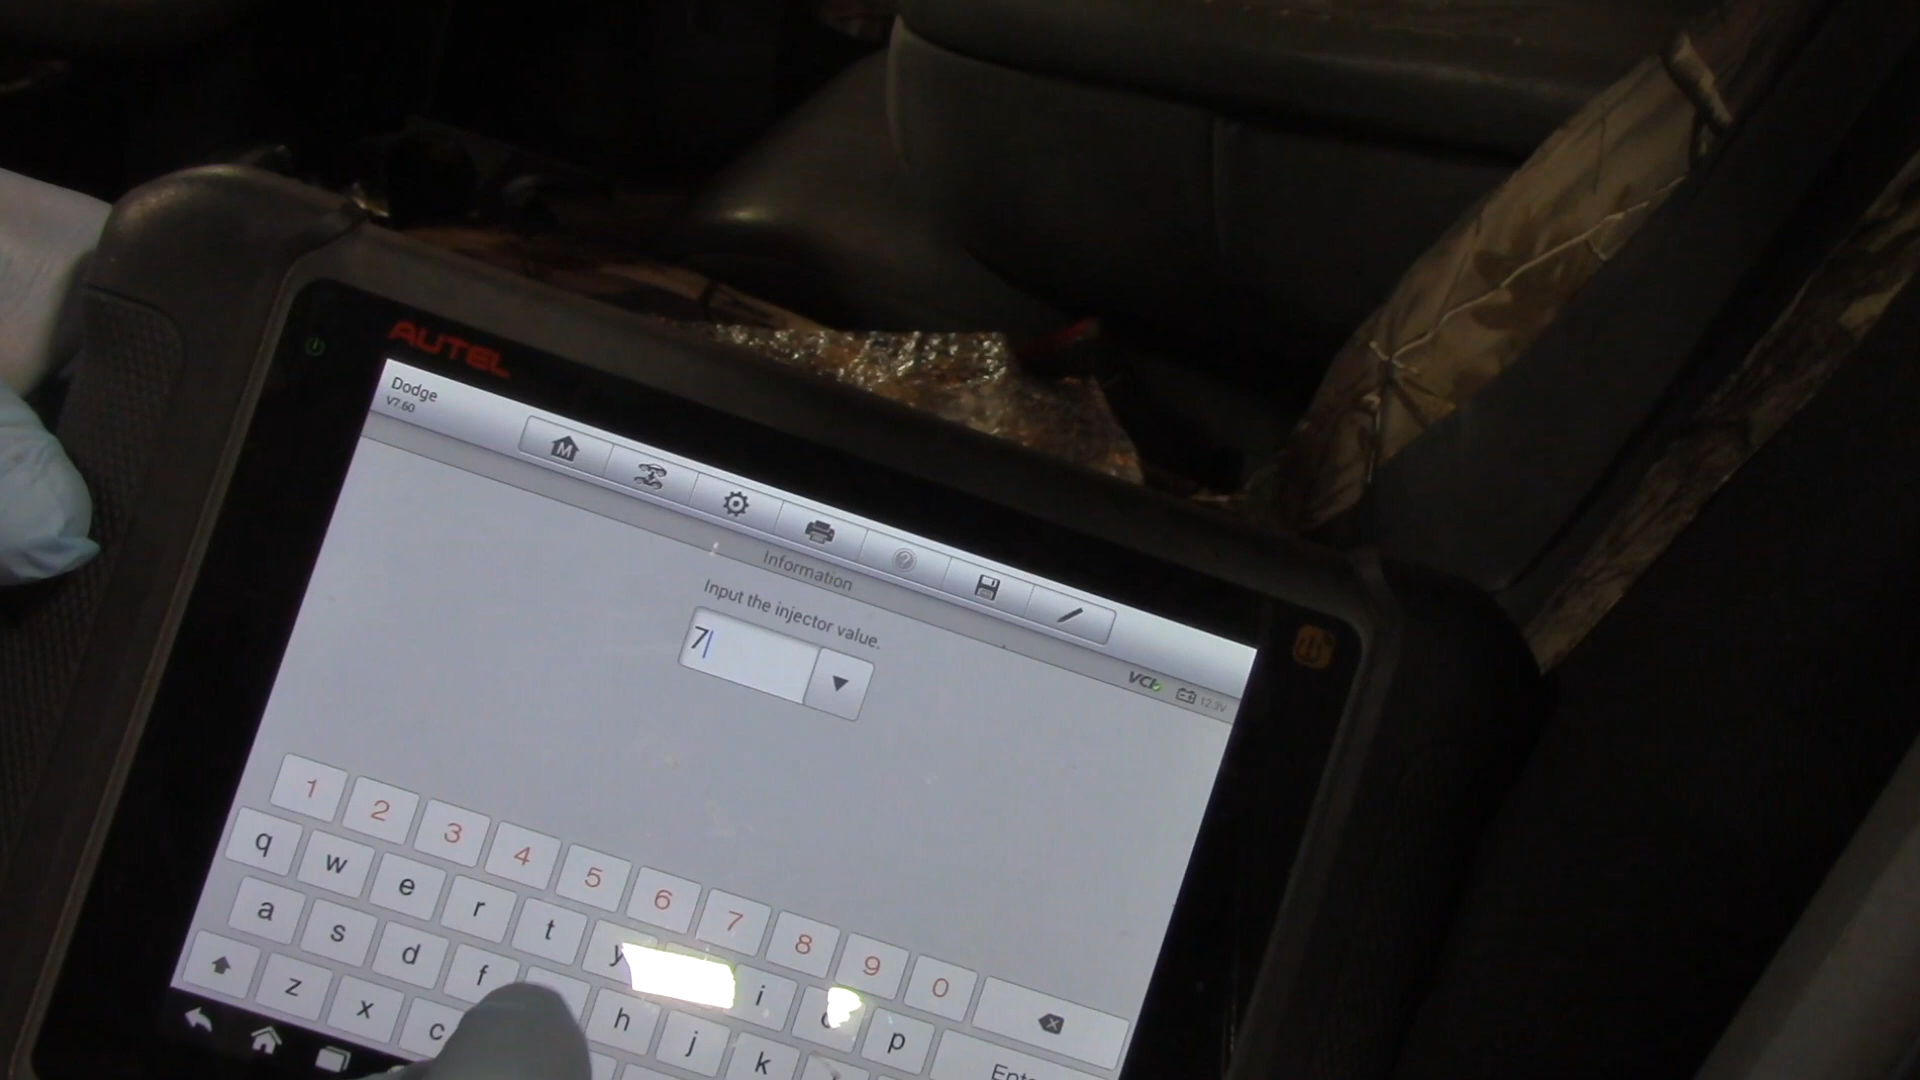 AUTEL
Dodge
V7.60
M
Information
Input the injector value.
7
VCI
12.3V
1 2 3 4 5 6 7 8 9 0
q w e r t y i o p
a s d f h j k
z x c